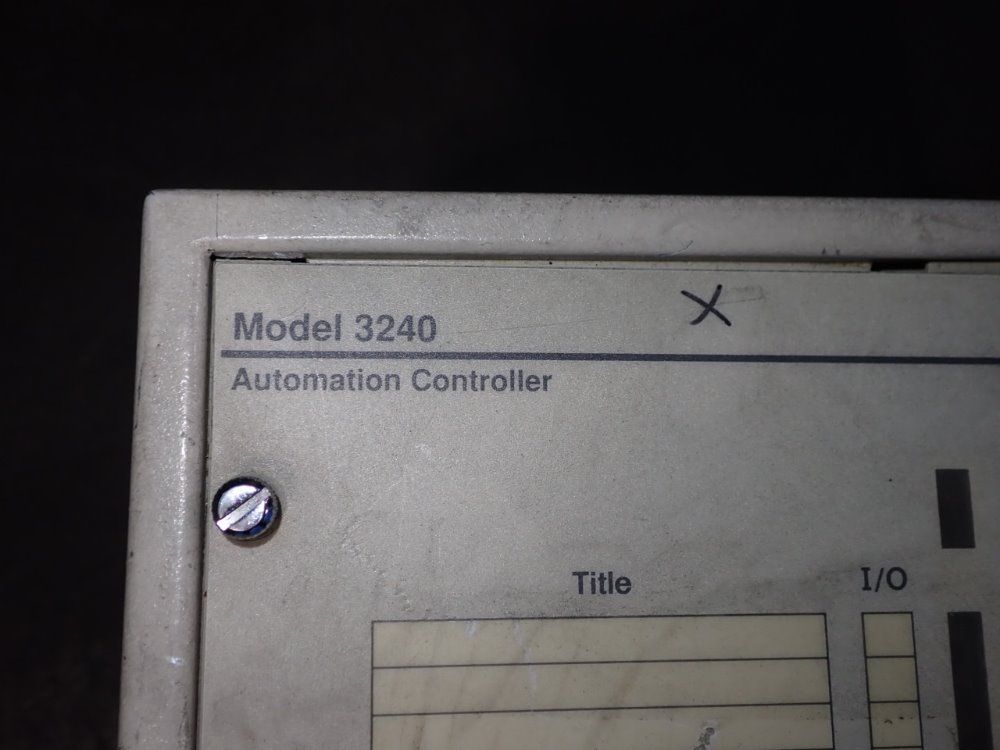 Model 3240
X
Automation Controller
Title
I/O